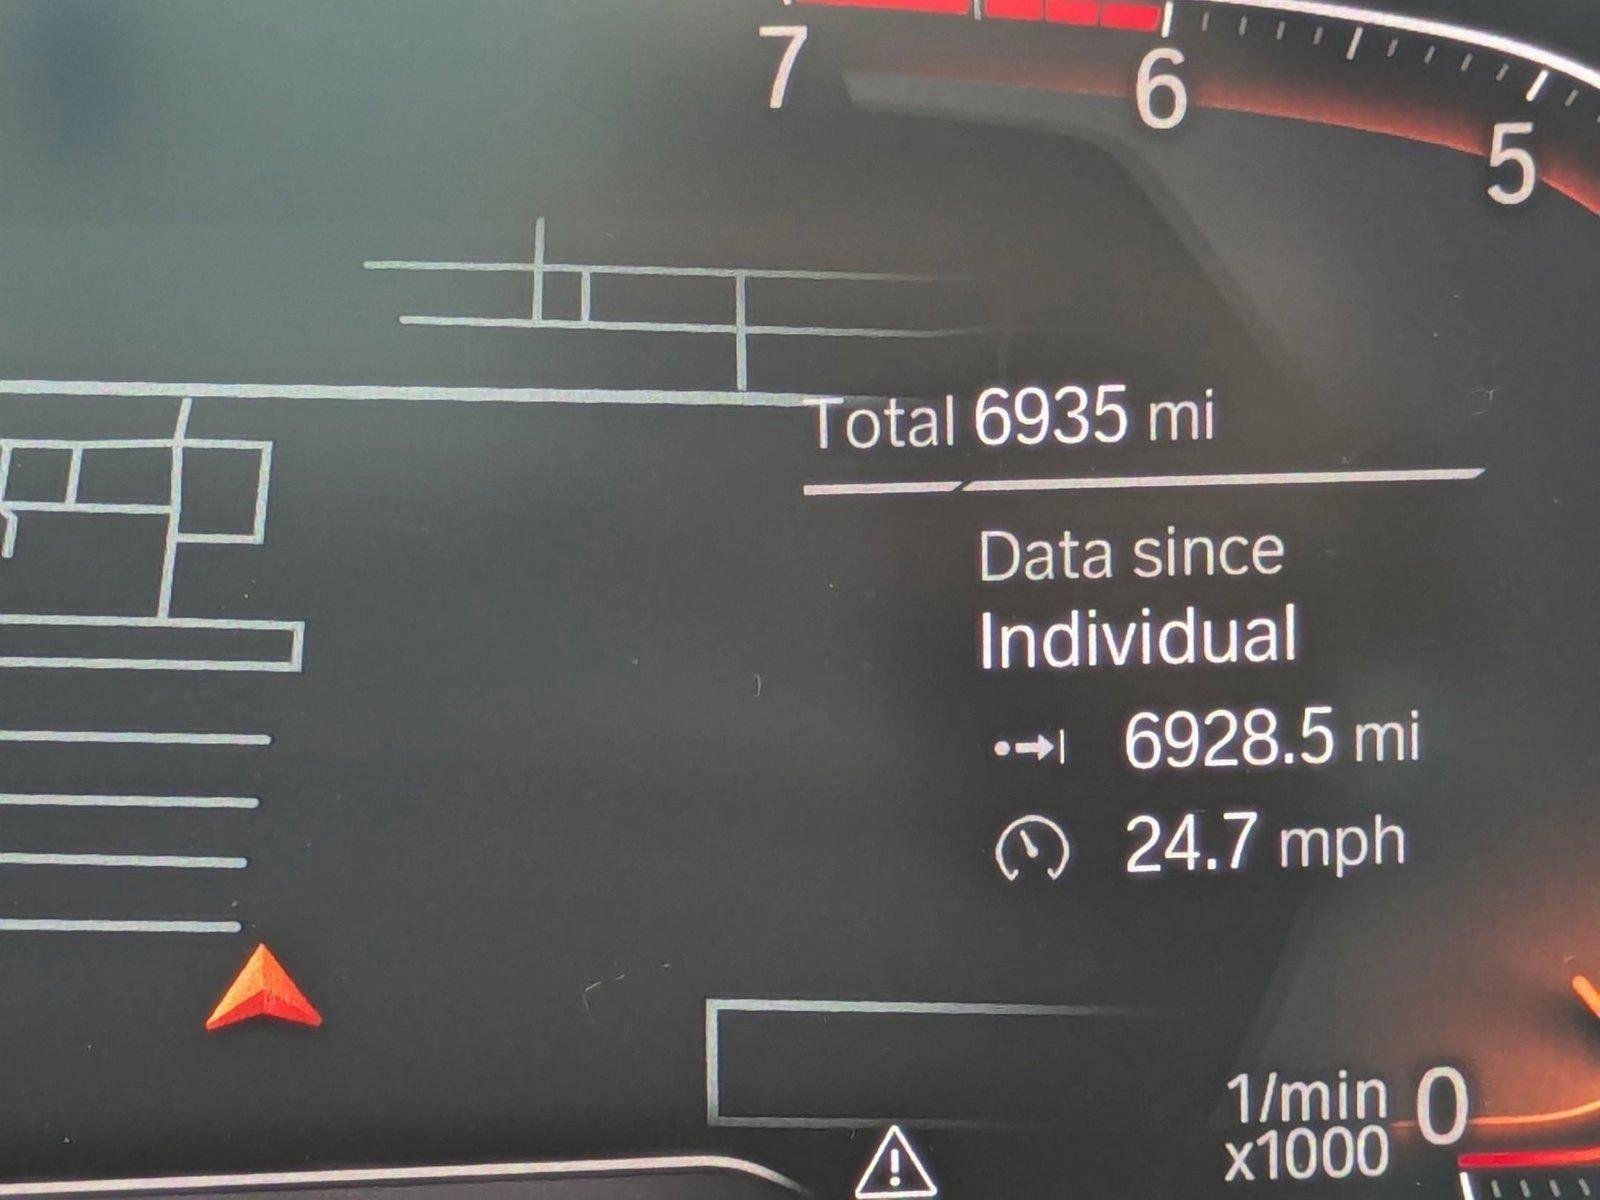 7 6 5
Total 6935 mi
Data since
Individual
6928.5 mi
24.7 mph
1/min 0
x1000